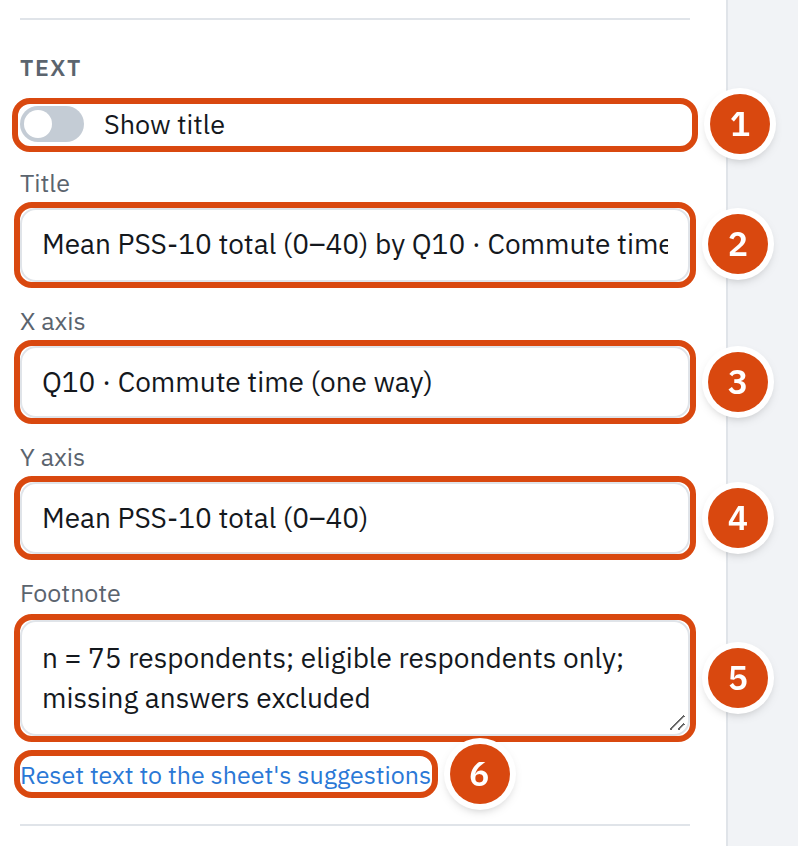 TEXT
Show title 1
Title
Mean PSS-10 total (0–40) by Q10 · Commute time 2
X axis
Q10 · Commute time (one way) 3
Y axis
Mean PSS-10 total (0–40) 4
Footnote
n = 75 respondents; eligible respondents only;
missing answers excluded
5
Reset text to the sheet's suggestions 6